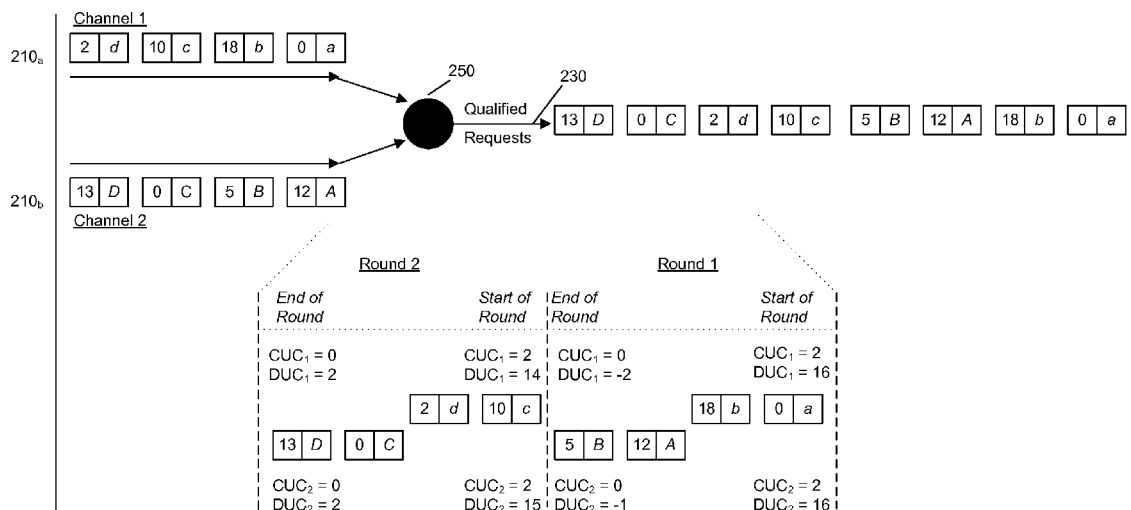 Channel 1
210a
2 d 10 c 18 b 0 a
250
230
Qualified
Requests
13 D 0 C 2 d 10 c 5 B 12 A 18 b 0 a
210b
13 D 0 C 5 B 12 A
Channel 2
Round 2 Round 1
End of Round Start of Round End of Round Start of Round
CUC1 = 0 CUC1 = 2 CUC1 = 0 CUC1 = 2
DUC1 = 2 DUC1 = 14 DUC1 = -2 DUC1 = 16
2 d 10 c 18 b 0 a
13 D 0 C 5 B 12 A
CUC2 = 0 CUC2 = 2 CUC2 = 0 CUC2 = 2
DUC2 = 2 DUC2 = 15 DUC2 = -1 DUC2 = 16